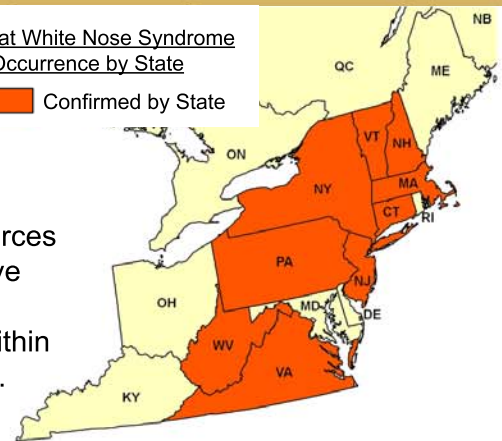 at White Nose Syndrome
Occurrence by State
Confirmed by State
NB
QC
ME
ON
VT
NH
NY
MA
CT
RI
rces
ve
PA
NJ
OH
MD
DE
ithin
WV
VA
.
KY